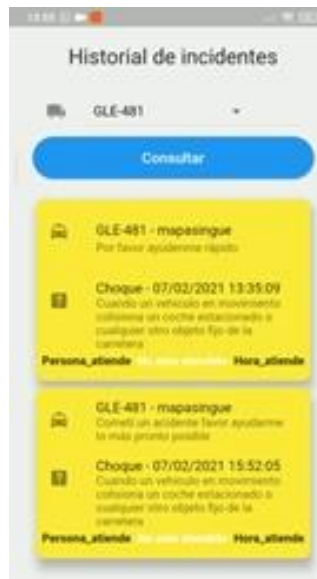 Historial de incidentes
GLE-481
Consultar
GLE-481 - mapasingue
Por favor ayudenme rápido
Choque - 07/02/2021 13:35:09
Cuando un vehiculo en movimiento
colisiona un coche estacionado o
cualquier otro objeto fijo de la
carretera
Persona_atiende Hora_atiende
GLE-481 - mapasingue
Cometi un accidente favor ayudarme
lo más pronto posible
Choque - 07/02/2021 15:52:05
Cuando un vehiculo en movimiento
colisiona un coche estacionado o
cualquier otro objeto fijo de la
carretera
Persona_atiende Hora_atiende